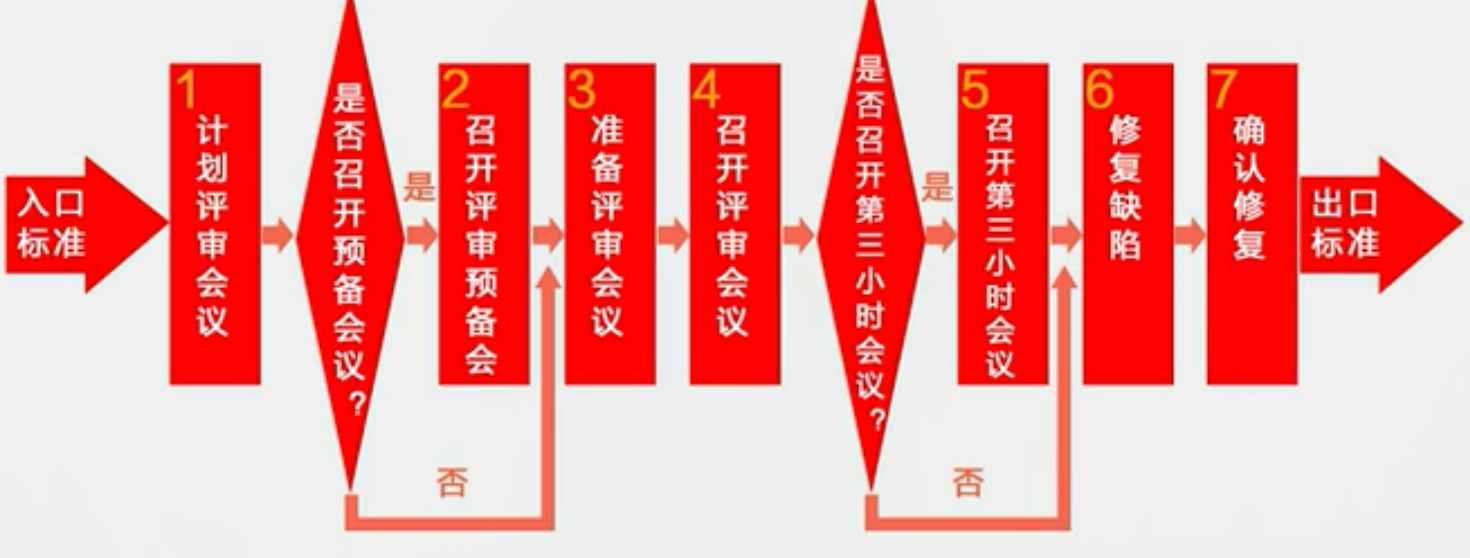 入口
标准
1
计划评审会议
是否召开预备会议？
是
2
召开评审预备会
3
准备评审会议
4
召开评审会议
是否召开第三小时会议？
是
5
召开第三小时会议
6
修复缺陷
7
确认修复
出口
标准
否
否